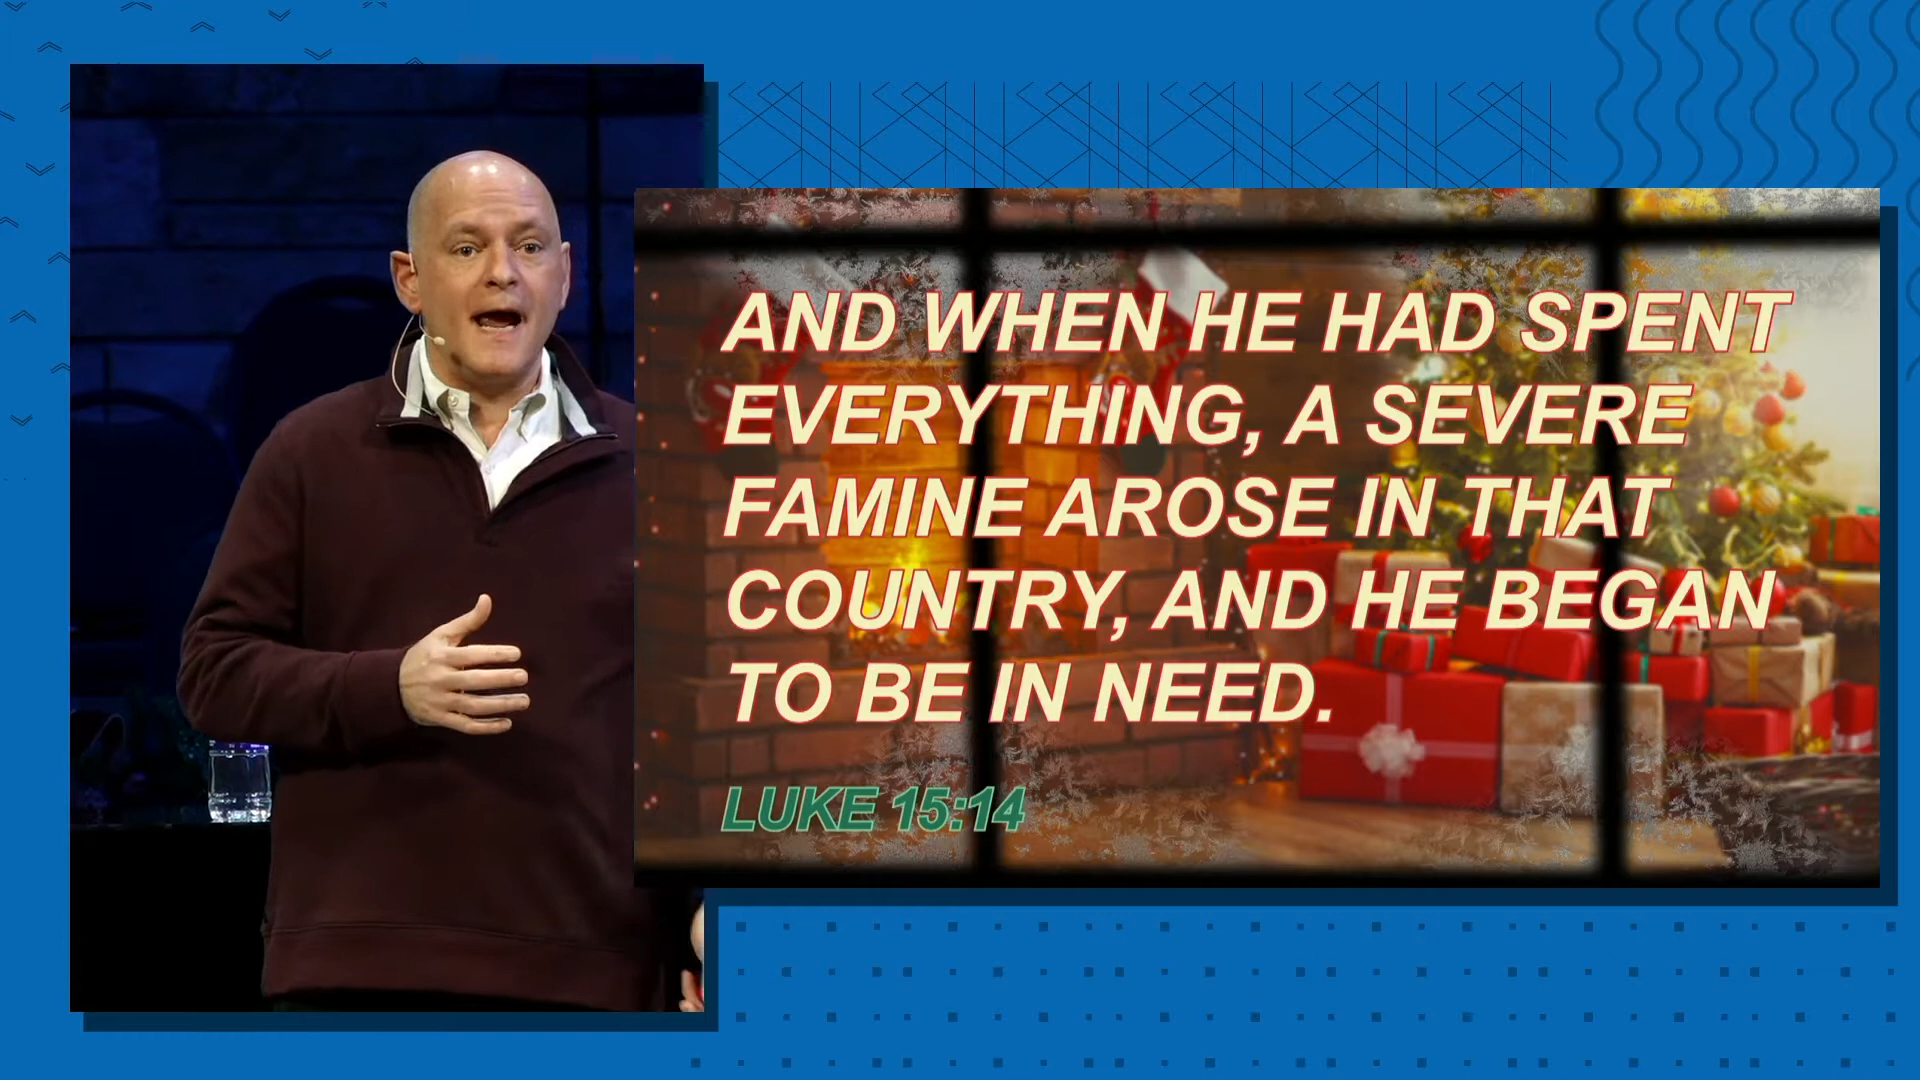 AND WHEN HE HAD SPENT
EVERYTHING, A SEVERE
FAMINE AROSE IN THAT
COUNTRY, AND HE BEGAN
TO BE IN NEED.
LUKE 15:14